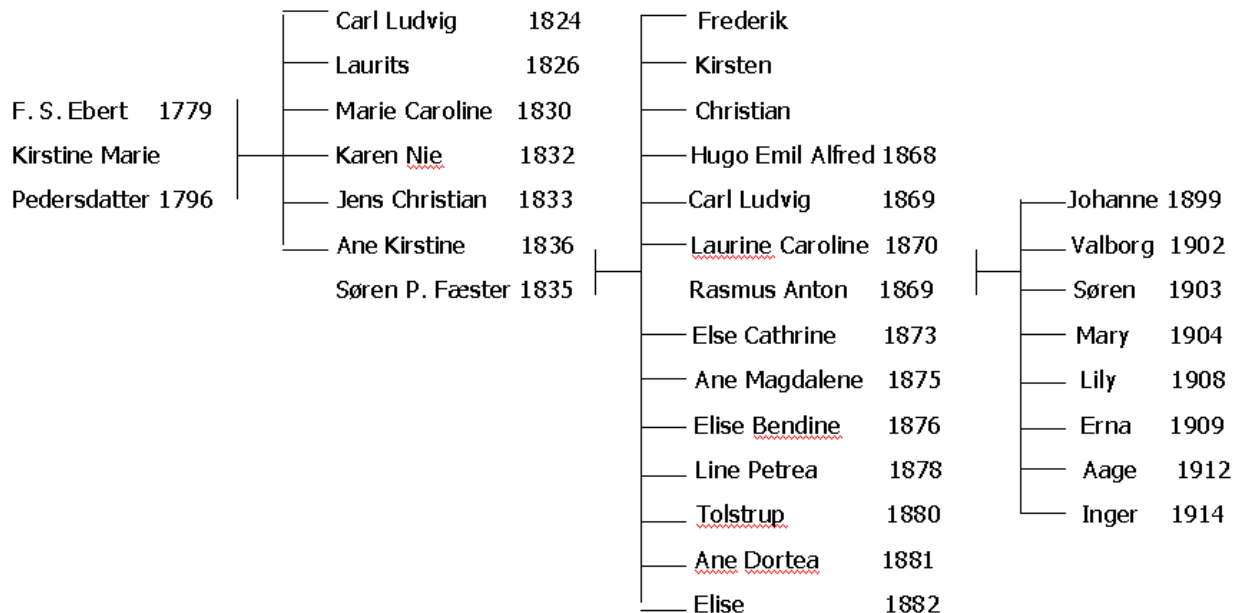 F. S. Ebert 1779
Kirstine Marie
Pedersdatter 1796
Carl Ludvig 1824
Laurits 1826
Marie Caroline 1830
Karen Nie 1832
Jens Christian 1833
Ane Kirstine 1836
Søren P. Fæster 1835
Frederik
Kirsten
Christian
Hugo Emil Alfred 1868
Carl Ludvig 1869
Laurine Caroline 1870
Rasmus Anton 1869
Else Cathrine 1873
Ane Magdalene 1875
Elise Bendine 1876
Line Petrea 1878
Tolstrup 1880
Ane Dortea 1881
Elise 1882
Johanne 1899
Valborg 1902
Søren 1903
Mary 1904
Lily 1908
Erna 1909
Aage 1912
Inger 1914